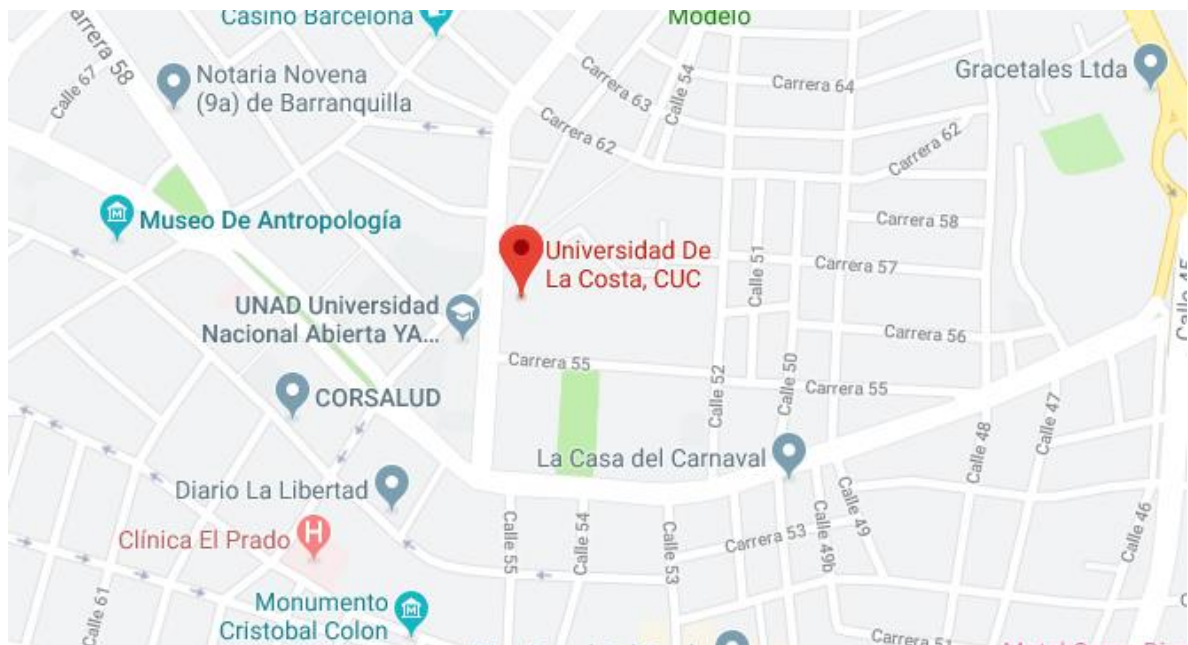 Casino Barcelona
Modelo
Carrera 58
Calle 67
Notaria Novena
(9a) de Barranquilla
Carrera 63
Calle 54
Carrera 64
Gracetales Ltda
Carrera 62
Carrera 62
Museo De Antropología
Carrera 58
Universidad De
La Costa, CUC
Calle 51
Carrera 57
Calle 45
UNAD Universidad
Nacional Abierta YA...
Carrera 56
Carrera 55
Calle 52
Calle 50
Carrera 55
CORSALUD
Calle 47
Calle 48
La Casa del Carnaval
Diario La Libertad
Calle 49
Clínica El Prado
Calle 55
Calle 54
Calle 53
Carrera 53
Calle 49b
Calle 46
Calle 61
Monumento
Cristobal Colon
Carrera 51